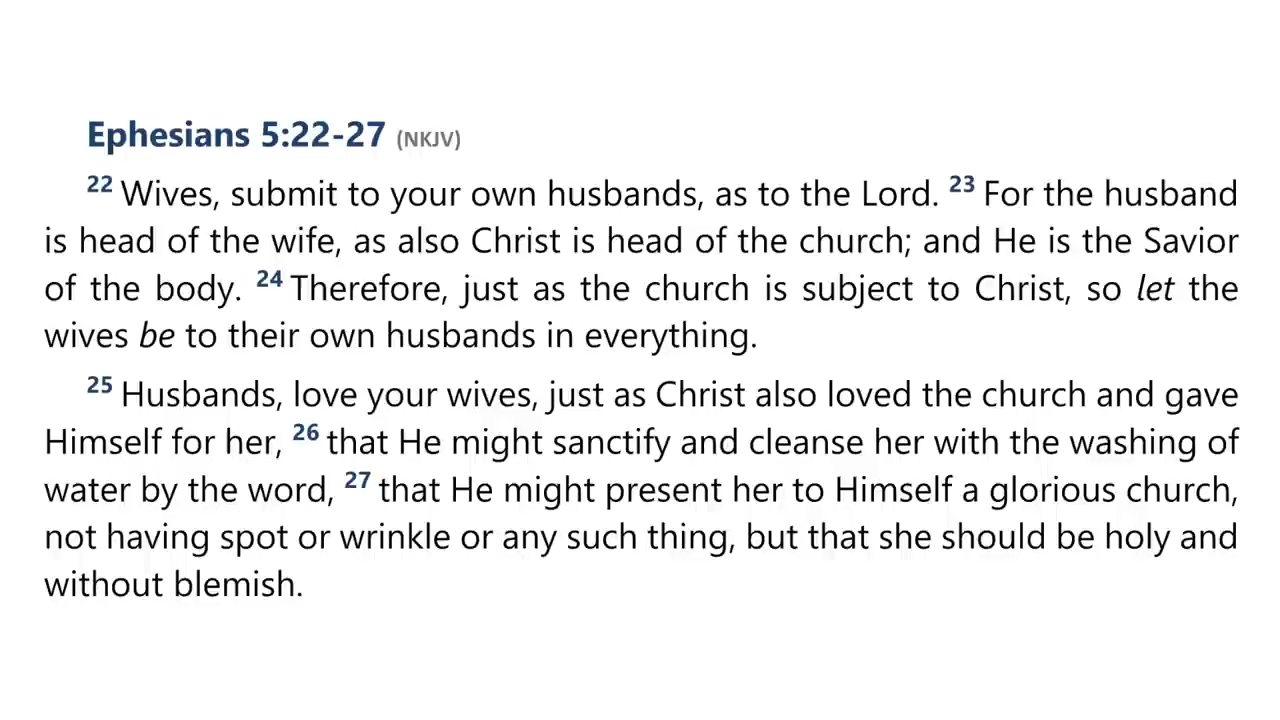 Ephesians 5:22-27 (NKJV)
22 Wives, submit to your own husbands, as to the Lord. 23 For the husband
is head of the wife, as also Christ is head of the church; and He is the Savior
of the body. 24 Therefore, just as the church is subject to Christ, so let the
wives be to their own husbands in everything.
25 Husbands, love your wives, just as Christ also loved the church and gave
Himself for her, 26 that He might sanctify and cleanse her with the washing of
water by the word, 27 that He might present her to Himself a glorious church,
not having spot or wrinkle or any such thing, but that she should be holy and
without blemish.